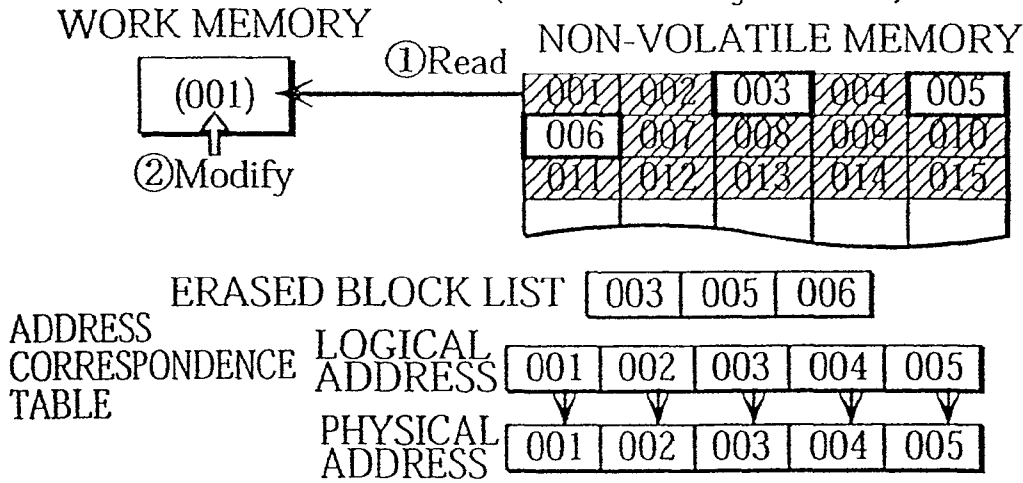 WORK MEMORY
NON-VOLATILE MEMORY
①Read
(001)
②Modify
001 002 003 004 005
006 007 008 009 010
011 012 013 014 015
ERASED BLOCK LIST 003 005 006
ADDRESS
CORRESPONDENCE
TABLE
LOGICAL
ADDRESS
001 002 003 004 005
PHYSICAL
ADDRESS
001 002 003 004 005